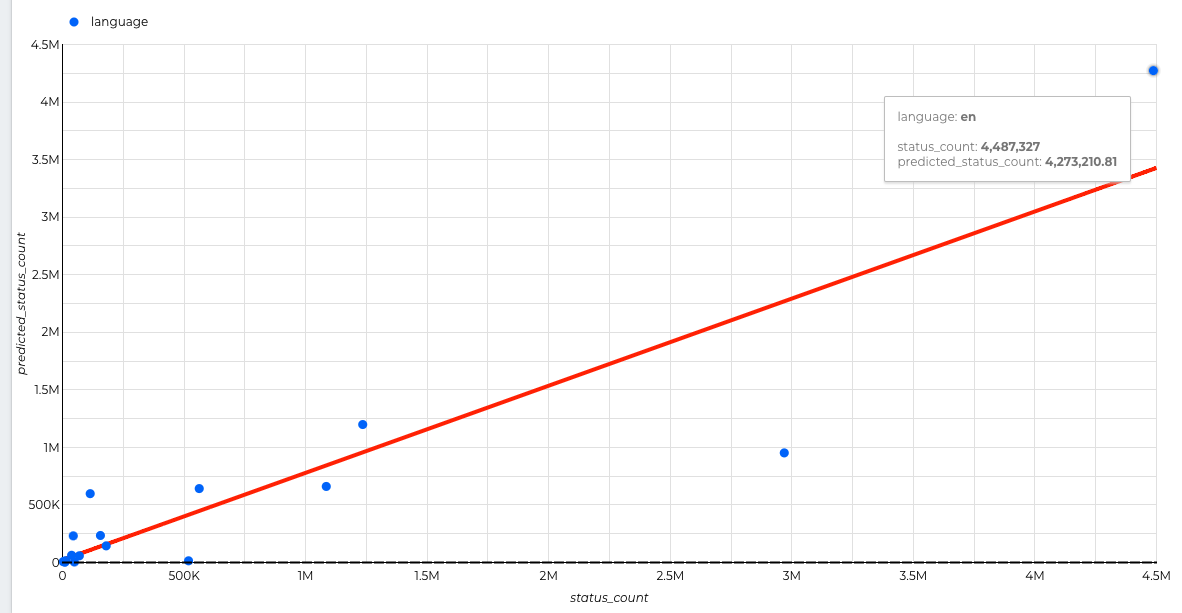 language
4.5M
4M
3.5M
3M
2.5M
2M
1.5M
1M
500K
0
predicted_status_count
language: en
status_count: 4,487,327
predicted_status_count: 4,273,210.81
0 500K 1M 1.5M 2M 2.5M 3M 3.5M 4M 4.5M
status_count